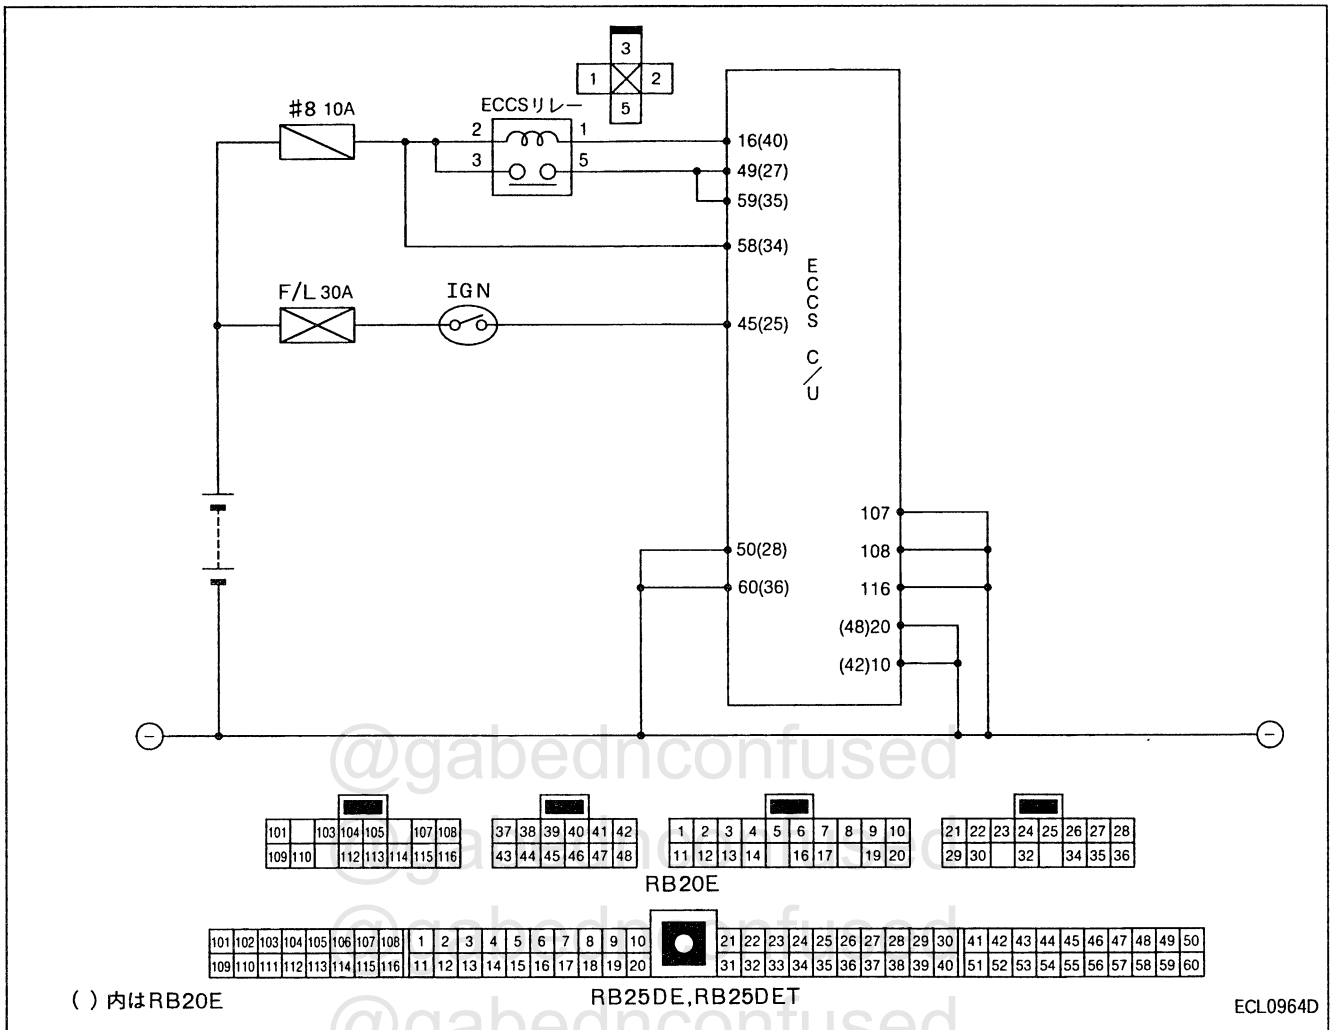 3
1 2
5
#8 10A
ECCSリレー
2 1
3 5
16(40)
49(27)
59(35)
58(34)
F/L 30A
IGN
45(25)
ECCS C/U
50(28)
60(36)
107
108
116
(48)20
(42)10
− −
@gabednconfused
101 103 104 105 107 108
109 110 112 113 114 115 116
37 38 39 40 41 42
43 44 45 46 47 48
1 2 3 4 5 6 7 8 9 10
11 12 13 14 16 17 19 20
21 22 23 24 25 26 27 28
29 30 32 34 35 36
@gabednconfused
RB20E
@gabednconfused
101 102 103 104 105 106 107 108 1 2 3 4 5 6 7 8 9 10
109 110 111 112 113 114 115 116 11 12 13 14 15 16 17 18 19 20
21 22 23 24 25 26 27 28 29 30 41 42 43 44 45 46 47 48 49 50
31 32 33 34 35 36 37 38 39 40 51 52 53 54 55 56 57 58 59 60
( ) 内はRB20E
RB25DE,RB25DET
ECL0964D
@gabednconfused